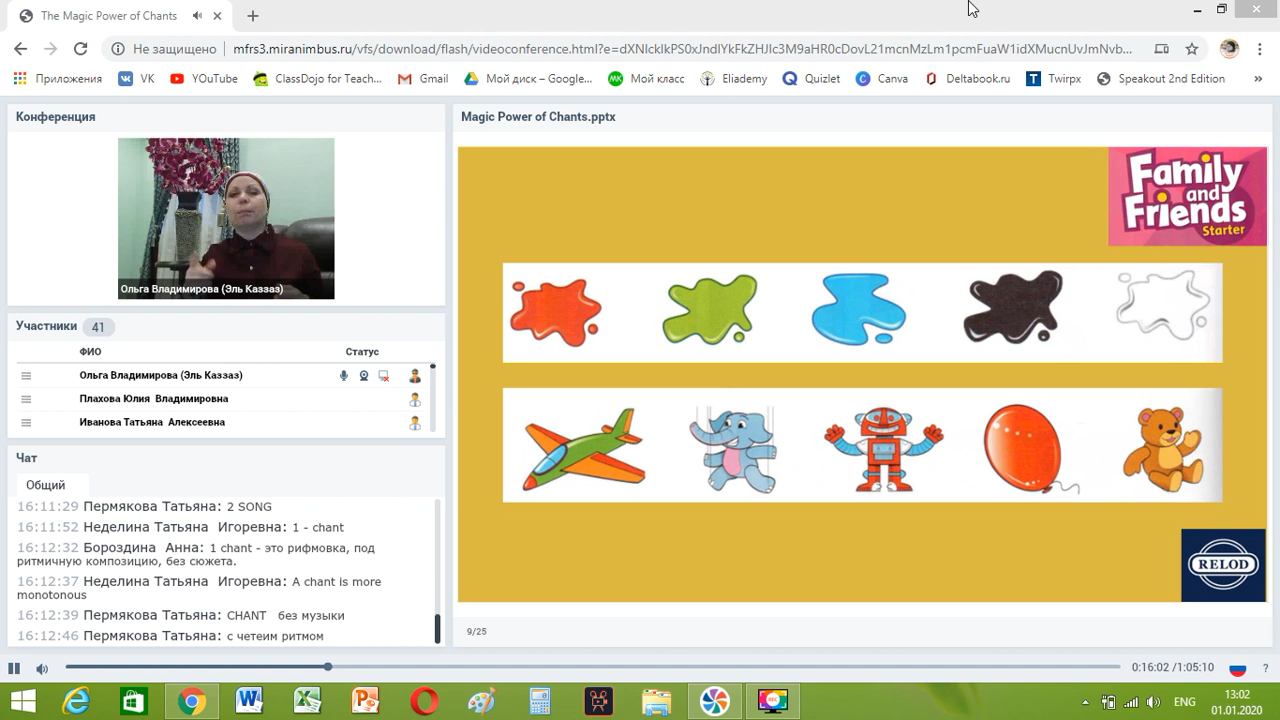 The Magic Power of Chants
Не защищено
mfrs3.miranimbus.ru/vfs/download/flash/videoconference.html?e=
Приложения
VK
YOutube
ClassDojo for Teach...
Gmail
Мой диск – Google...
Мой класс
Eliademy
Quizlet
Canva
Deltabook.ru
Twirpx
Speakout 2nd Edition
»
Конференция
Magic Power of Chants.pptx
Ольга Владимирова (Эль Каззаз)
Family
and
Friends
Starter
Участники 41
ФИО Статус
Ольга Владимирова (Эль Каззаз)
Плахова Юлия Владимировна
Иванова Татьяна Алексеевна
Чат
Общий
16:11:29 Пермякова Татьяна: 2 SONG
16:11:52 Неделина Татьяна Игоревна: 1 - chant
16:12:32 Бороздина Анна: 1 chant - это рифмовка, под
ритмичную композицию, без сюжета.
16:12:37 Неделина Татьяна Игоревна: A chant is more
monotonous
16:12:39 Пермякова Татьяна: CHANT без музыки
16:12:46 Пермякова Татьяна: с четеим ритмом
RELOD
9/25
0:16:02 / 1:05:10
?
ENG
13:02
01.01.2020